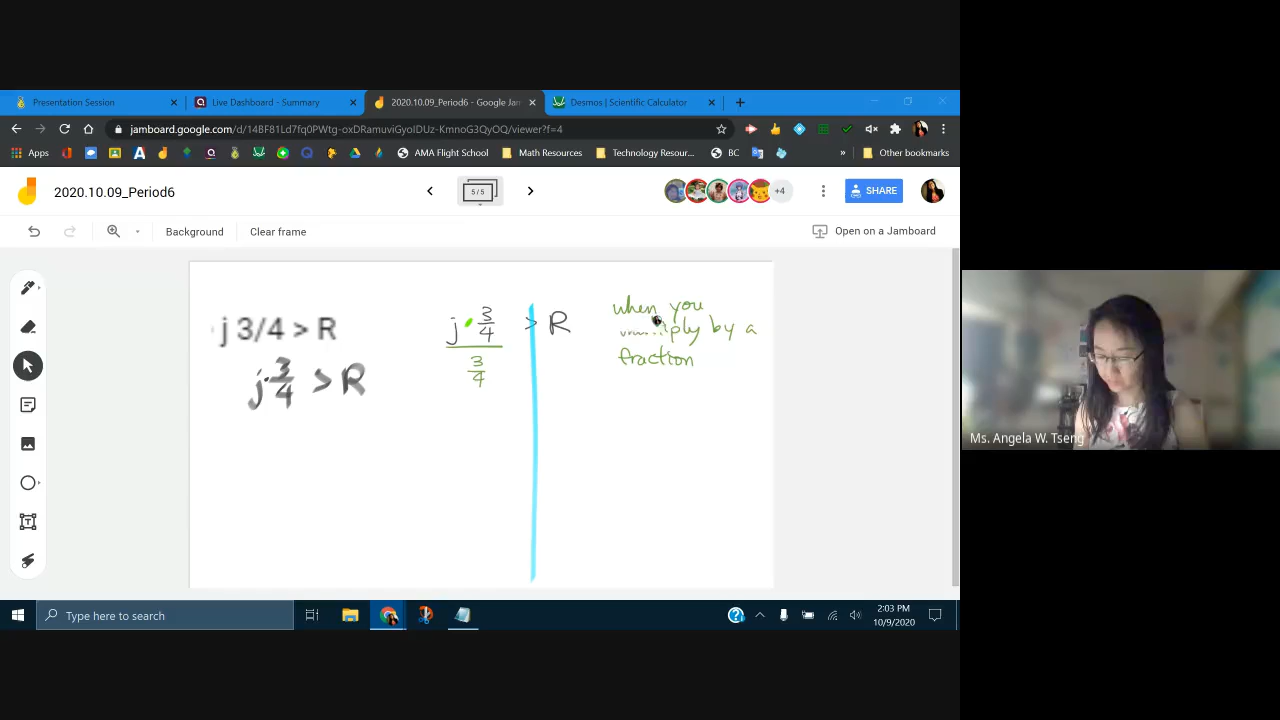 Presentation Session
Live Dashboard - Summary
2020.10.09_Period6 - Google Jam
Desmos | Scientific Calculator
jamboard.google.com/d/14BF81Ld7fq0PWtg-oxDRamuviGyoIDUz-KmnoG3QyOQ/viewer?f=4
Apps
AMA Flight School
Math Resources
Technology Resour...
BC
»
Other bookmarks
2020.10.09_Period6
5 / 5
+4
SHARE
Background
Clear frame
Open on a Jamboard
j 3/4 > R
j · 3/4 > R
j · 3/4 > R
3/4
when you
by a
fraction
Ms. Angela W. Tseng
Type here to search
2:03 PM
10/9/2020